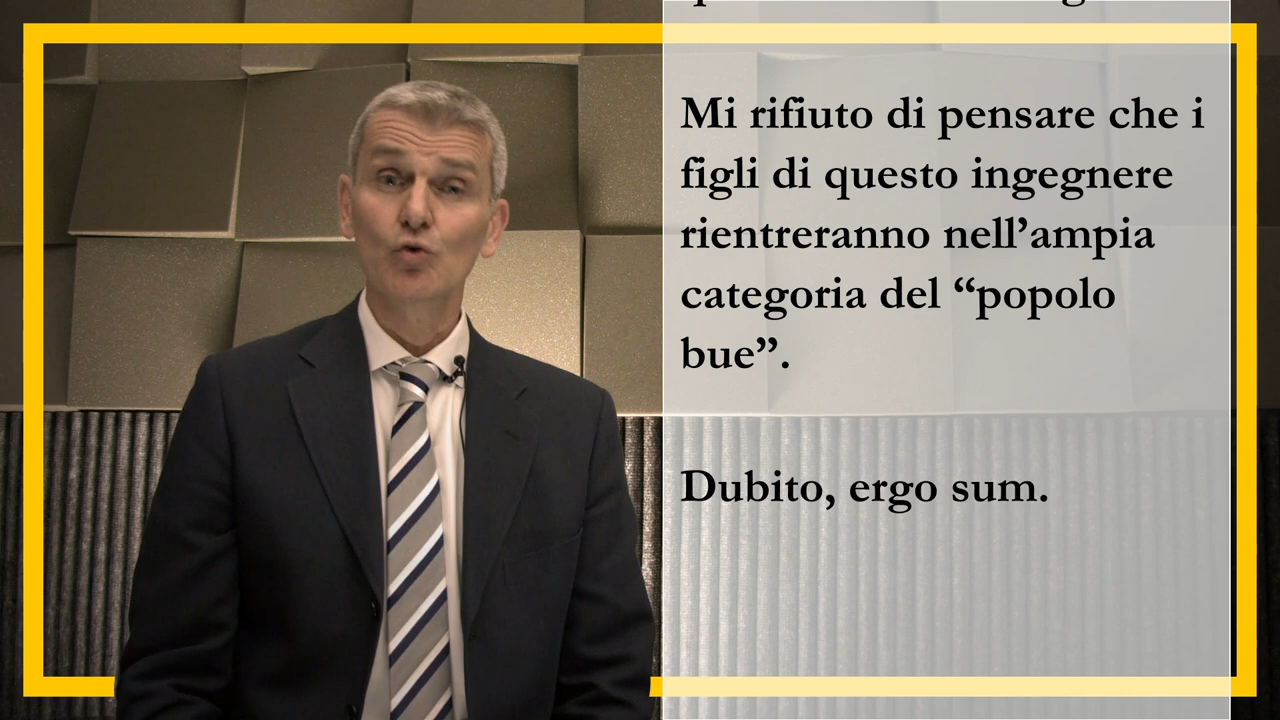 Mi rifiuto di pensare che i
figli di questo ingegnere
rientreranno nell’ampia
categoria del “popolo
bue”.
Dubito, ergo sum.